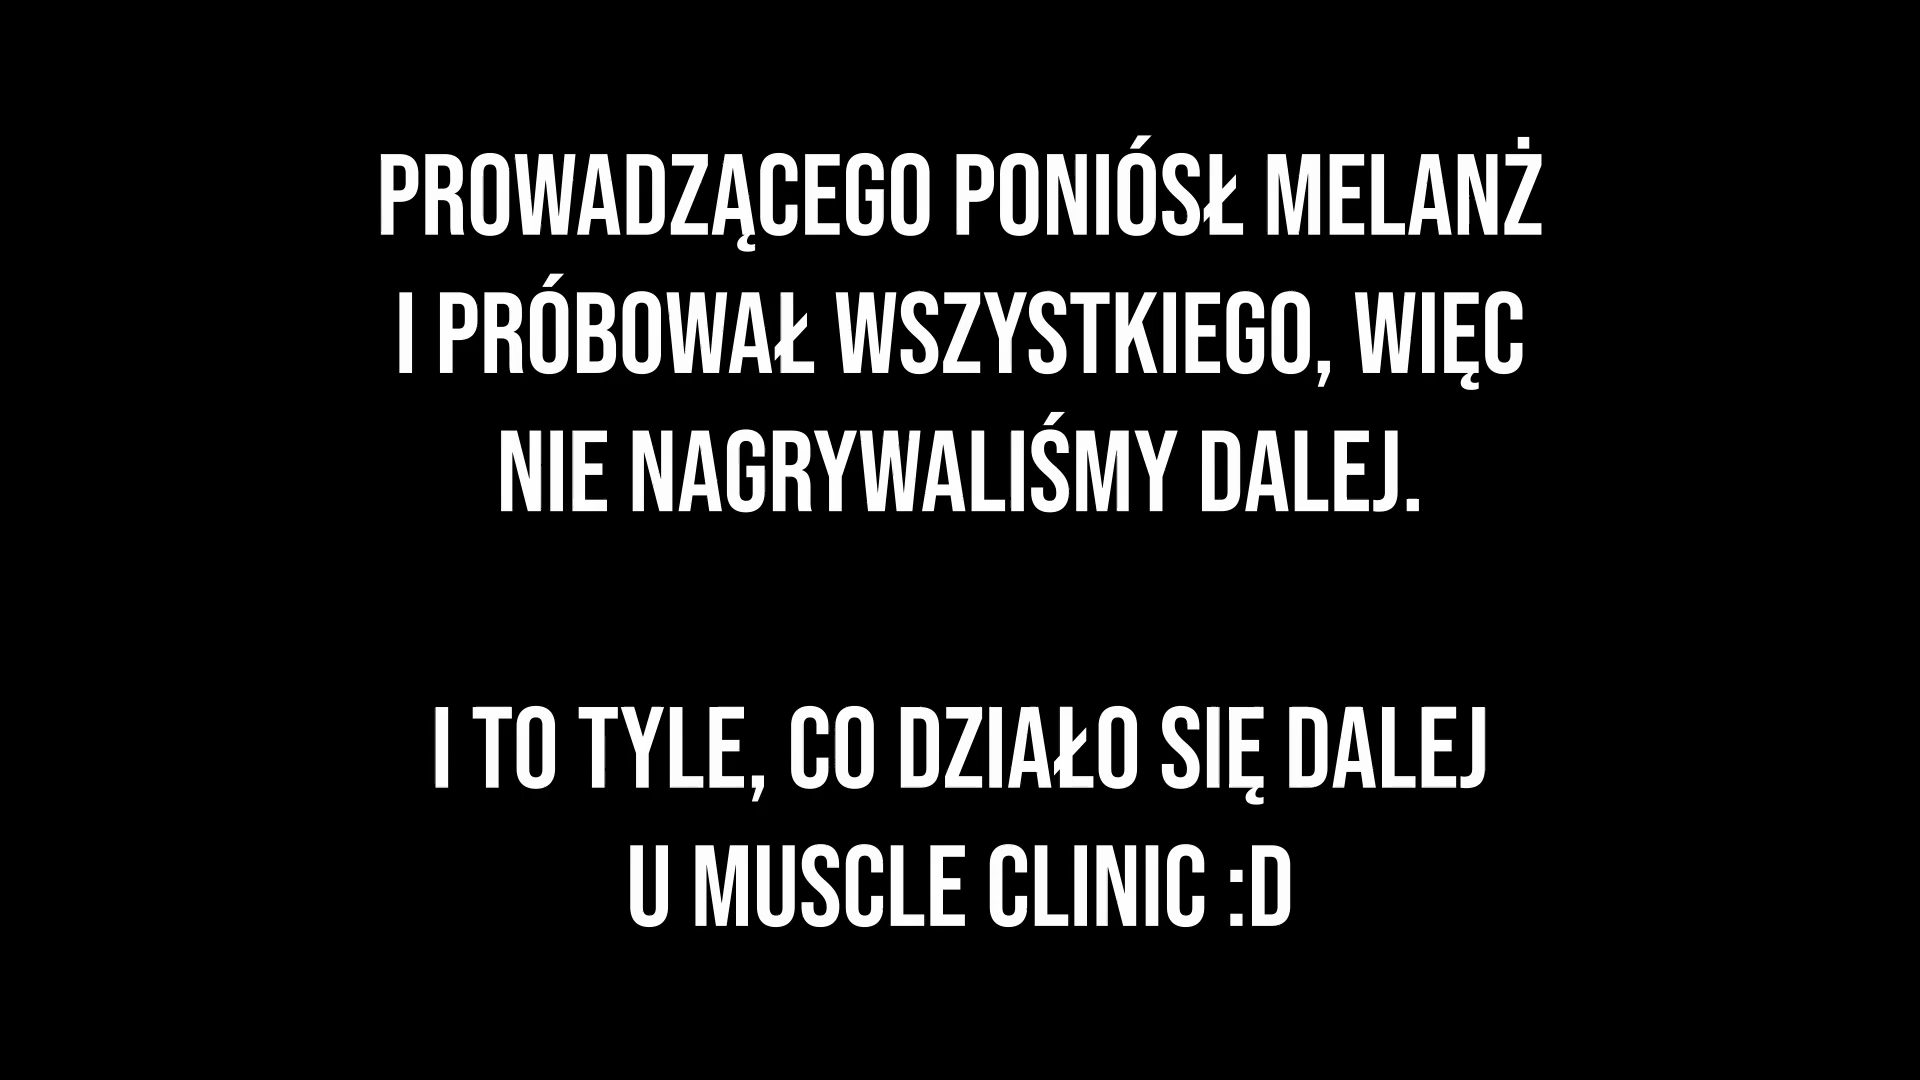 PROWADZĄCEGO PONIÓSŁ MELANŻ
I PRÓBOWAŁ WSZYSTKIEGO, WIĘC
NIE NAGRYWALIŚMY DALEJ.
I TO TYLE, CO DZIAŁO SIĘ DALEJ
U MUSCLE CLINIC :D